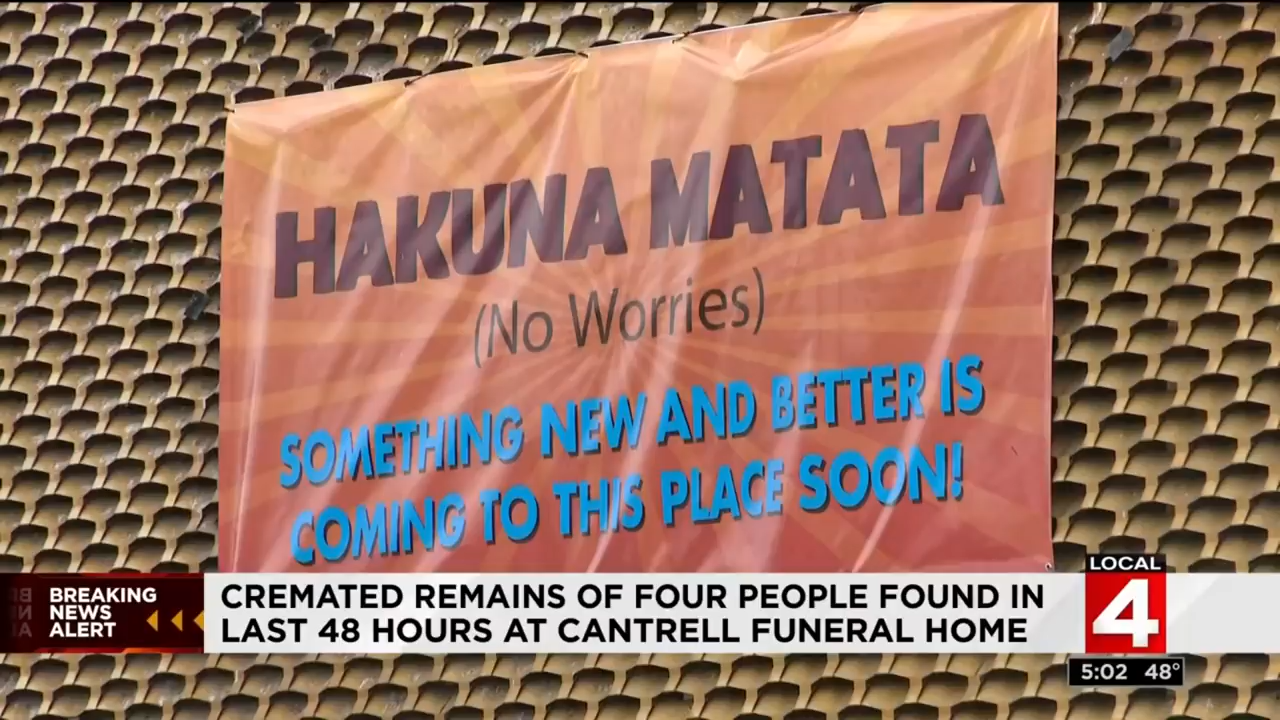 HAKUNA MATATA
(No Worries)
SOMETHING NEW AND BETTER IS
COMING TO THIS PLACE SOON!
BREAKING
NEWS
ALERT
CREMATED REMAINS OF FOUR PEOPLE FOUND IN
LAST 48 HOURS AT CANTRELL FUNERAL HOME
LOCAL
4
5:02 48°